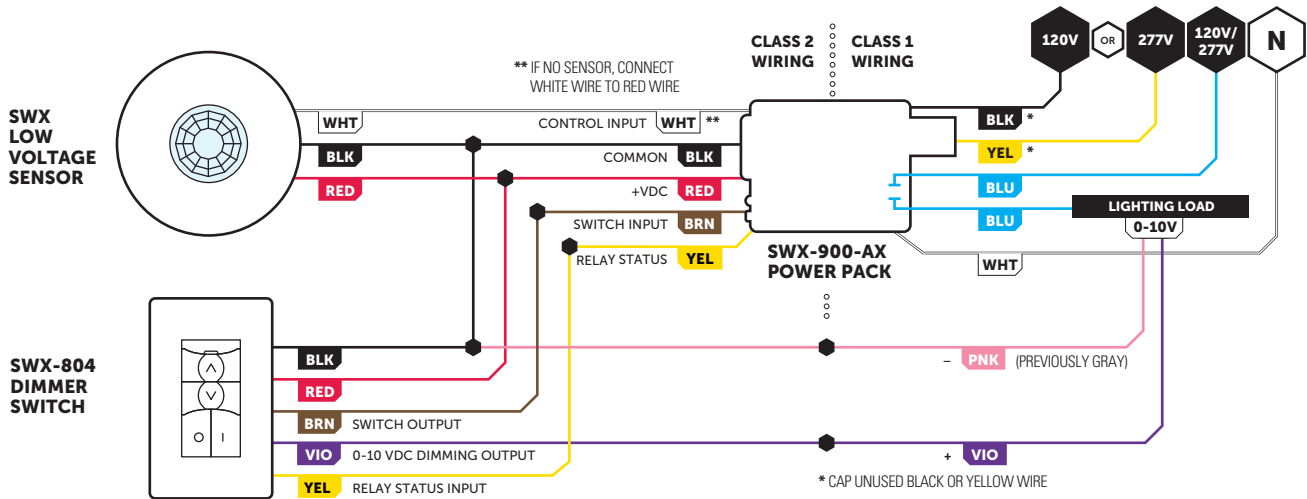 CLASS 2
WIRING
CLASS 1
WIRING
120V
OR
277V
120V/
277V
N
** IF NO SENSOR, CONNECT
WHITE WIRE TO RED WIRE
SWX
LOW
VOLTAGE
SENSOR
WHT
CONTROL INPUT
WHT
**
BLK
COMMON
BLK
RED
+VDC
RED
SWITCH INPUT
BRN
RELAY STATUS
YEL
BLK
*
YEL
*
BLU
BLU
LIGHTING LOAD
0-10V
WHT
SWX-900-AX
POWER PACK
SWX-804
DIMMER
SWITCH
O
I
BLK
RED
BRN
SWITCH OUTPUT
VIO
0-10 VDC DIMMING OUTPUT
YEL
RELAY STATUS INPUT
–
PNK
(PREVIOUSLY GRAY)
+
VIO
* CAP UNUSED BLACK OR YELLOW WIRE